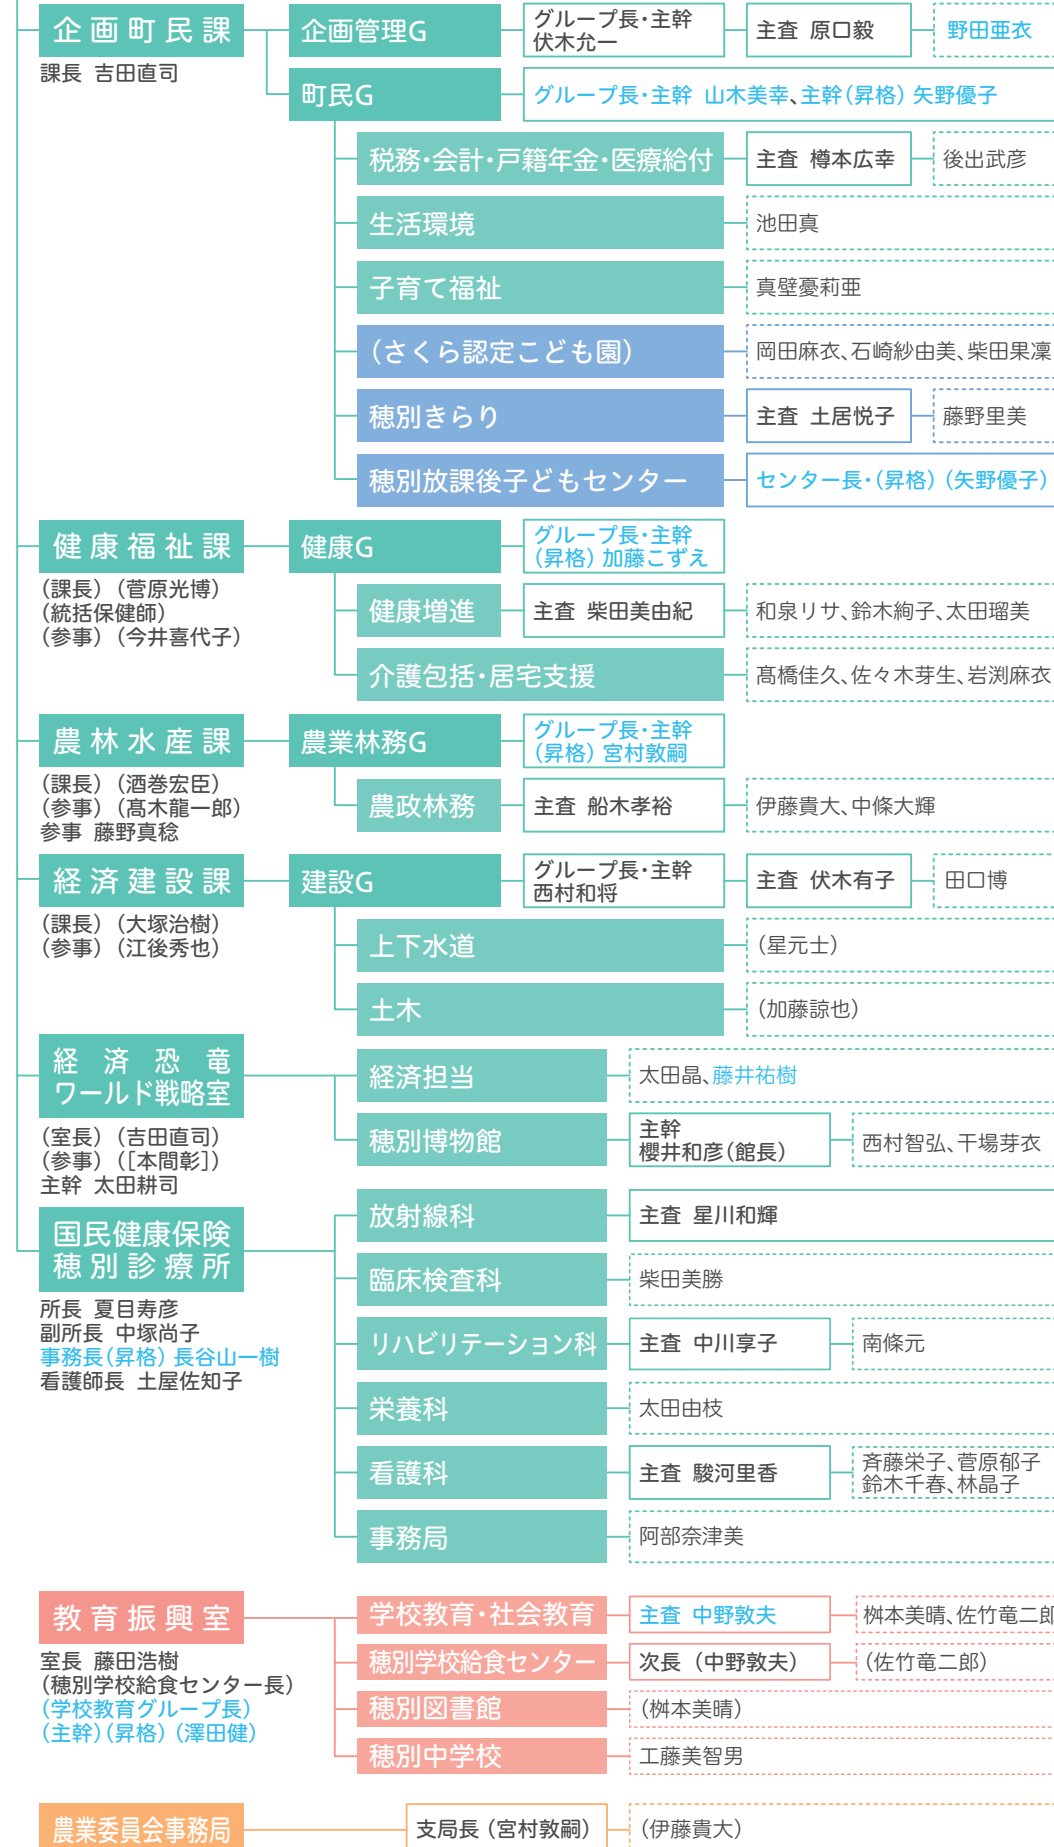 企画町民課
課長 吉田直司
企画管理G
グループ長・主幹
伏木允一
主査 原口毅
野田亜衣
町民G
グループ長・主幹 山木美幸、主幹(昇格) 矢野優子
税務・会計・戸籍年金・医療給付
主査 樽本広幸
後出武彦
生活環境
池田真
子育て福祉
真壁憂莉亜
(さくら認定こども園)
岡田麻衣、石崎紗由美、柴田果凜
穂別きらり
主査 土居悦子
藤野里美
穂別放課後子どもセンター
センター長・(昇格) (矢野優子)
健康福祉課
(課長) (菅原光博)
(統括保健師)
(参事) (今井喜代子)
健康G
グループ長・主幹
(昇格) 加藤こずえ
健康増進
主査 柴田美由紀
和泉リサ、鈴木絢子、太田瑠美
介護包括・居宅支援
髙橋佳久、佐々木芽生、岩渕麻衣
農林水産課
(課長) (酒巻宏臣)
(参事) (髙木龍一郎)
参事 藤野真稔
農業林務G
グループ長・主幹
(昇格) 宮村敦嗣
農政林務
主査 船木孝裕
伊藤貴大、中條大輝
経済建設課
(課長) (大塚治樹)
(参事) (江後秀也)
建設G
グループ長・主幹
西村和将
主査 伏木有子
田口博
上下水道
(星元士)
土木
(加藤諒也)
経済恐竜
ワールド戦略室
(室長) (吉田直司)
(参事) ([本間彰])
主幹 太田耕司
経済担当
太田晶、藤井祐樹
穂別博物館
主幹
櫻井和彦(館長)
西村智弘、干場芽衣
国民健康保険
穂別診療所
所長 夏目寿彦
副所長 中塚尚子
事務長(昇格) 長谷山一樹
看護師長 土屋佐知子
放射線科
主査 星川和輝
臨床検査科
柴田美勝
リハビリテーション科
主査 中川享子
南條元
栄養科
太田由枝
看護科
主査 駿河里香
斉藤栄子、菅原郁子
鈴木千春、林晶子
事務局
阿部奈津美
教育振興室
室長 藤田浩樹
(穂別学校給食センター長)
(学校教育グループ長)
(主幹)(昇格) (澤田健)
学校教育・社会教育
主査 中野敦夫
桝本美晴、佐竹竜二郎
穂別学校給食センター
次長 (中野敦夫)
(佐竹竜二郎)
穂別図書館
(桝本美晴)
穂別中学校
工藤美智男
農業委員会事務局
支局長 (宮村敦嗣)
(伊藤貴大)